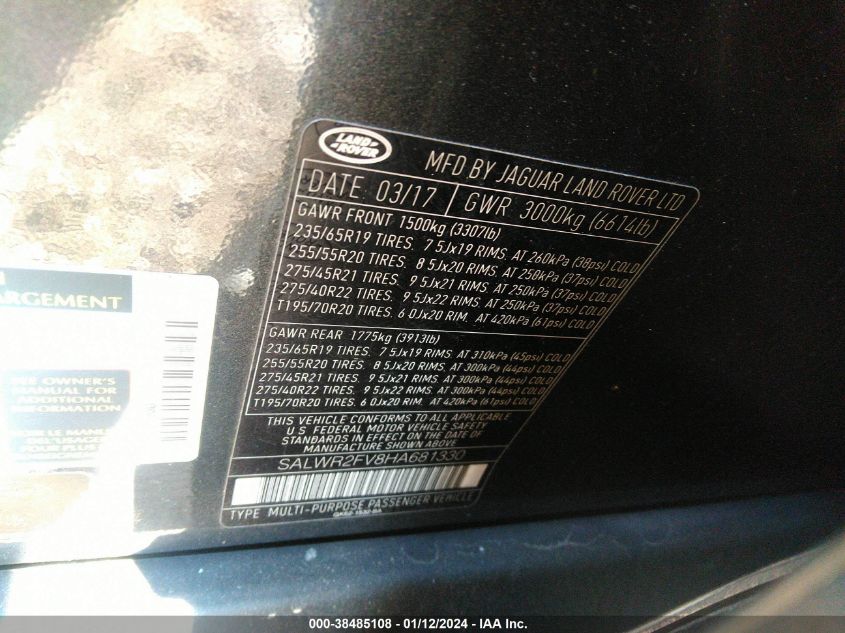 LAND
ROVER
MFD BY JAGUAR LAND ROVER LTD
DATE 03/17 GWR 3000kg (6614lb)
GAWR FRONT 1500kg (3307lb)
235/65R19 TIRES. 7 5Jx19 RIMS. AT 260kPa (38psi) COLD
255/55R20 TIRES. 8 5Jx20 RIMS. AT 250kPa (37psi) COLD
275/45R21 TIRES. 9 5Jx21 RIMS. AT 250kPa (37psi) COLD
275/40R22 TIRES. 9 5Jx22 RIMS. AT 250kPa (37psi) COLD
T195/70R20 TIRES. 6 0Jx20 RIM. AT 420kPa (61psi) COLD
GAWR REAR 1775kg (3913lb)
235/65R19 TIRES. 7 5Jx19 RIMS. AT 310kPa (45psi) COLD
255/55R20 TIRES. 8 5Jx20 RIMS. AT 300kPa (44psi) COLD
275/45R21 TIRES. 9 5Jx21 RIMS. AT 300kPa (44psi) COLD
275/40R22 TIRES. 9 5Jx22 RIMS. AT 300kPa (44psi) COLD
T195/70R20 TIRES. 6 0Jx20 RIM. AT 420kPa (61psi) COLD
THIS VEHICLE CONFORMS TO ALL APPLICABLE
U S FEDERAL MOTOR VEHICLE SAFETY
STANDARDS IN EFFECT ON THE DATE OF
MANUFACTURE SHOWN ABOVE.
SALWR2FV8HA681330
TYPE MULTI-PURPOSE PASSENGER VEHICLE
ARGEMENT
SEE OWNER'S
MANUAL FOR
ADDITIONAL
INFORMATION
LE MANUEL
D'USAGER
POUR PLUS
000-38485108 - 01/12/2024 - IAA Inc.